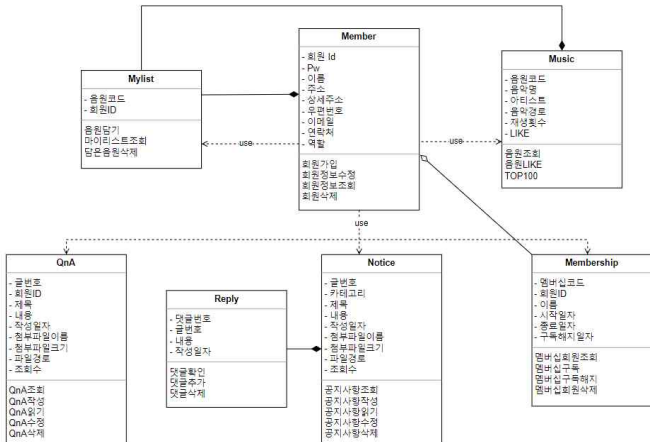 Member
- 회원 Id
- Pw
- 이름
- 주소
- 상세주소
- 우편번호
- 이메일
- 연락처
- 역할
회원가입
회원정보수정
회원정보조회
회원삭제
Mylist
- 음원코드
- 회원ID
음원담기
마이리스트조회
담은음원삭제
Music
- 음원코드
- 음악명
- 아티스트
- 음악경로
- 재생횟수
- LIKE
음원조회
음원LIKE
TOP100
use
use
use
QnA
- 글번호
- 회원ID
- 제목
- 내용
- 작성일자
- 첨부파일이름
- 첨부파일크기
- 파일경로
- 조회수
QnA조회
QnA작성
QnA읽기
QnA수정
QnA삭제
Reply
- 댓글번호
- 글번호
- 내용
- 작성일자
댓글확인
댓글추가
댓글삭제
Notice
- 글번호
- 카테고리
- 제목
- 내용
- 작성일자
- 첨부파일이름
- 첨부파일크기
- 파일경로
- 조회수
공지사항조회
공지사항작성
공지사항읽기
공지사항수정
공지사항삭제
Membership
- 멤버십코드
- 회원ID
- 이름
- 시작일자
- 종료일자
- 구독해지일자
멤버십회원조회
멤버십구독
멤버십구독해지
멤버십회원삭제